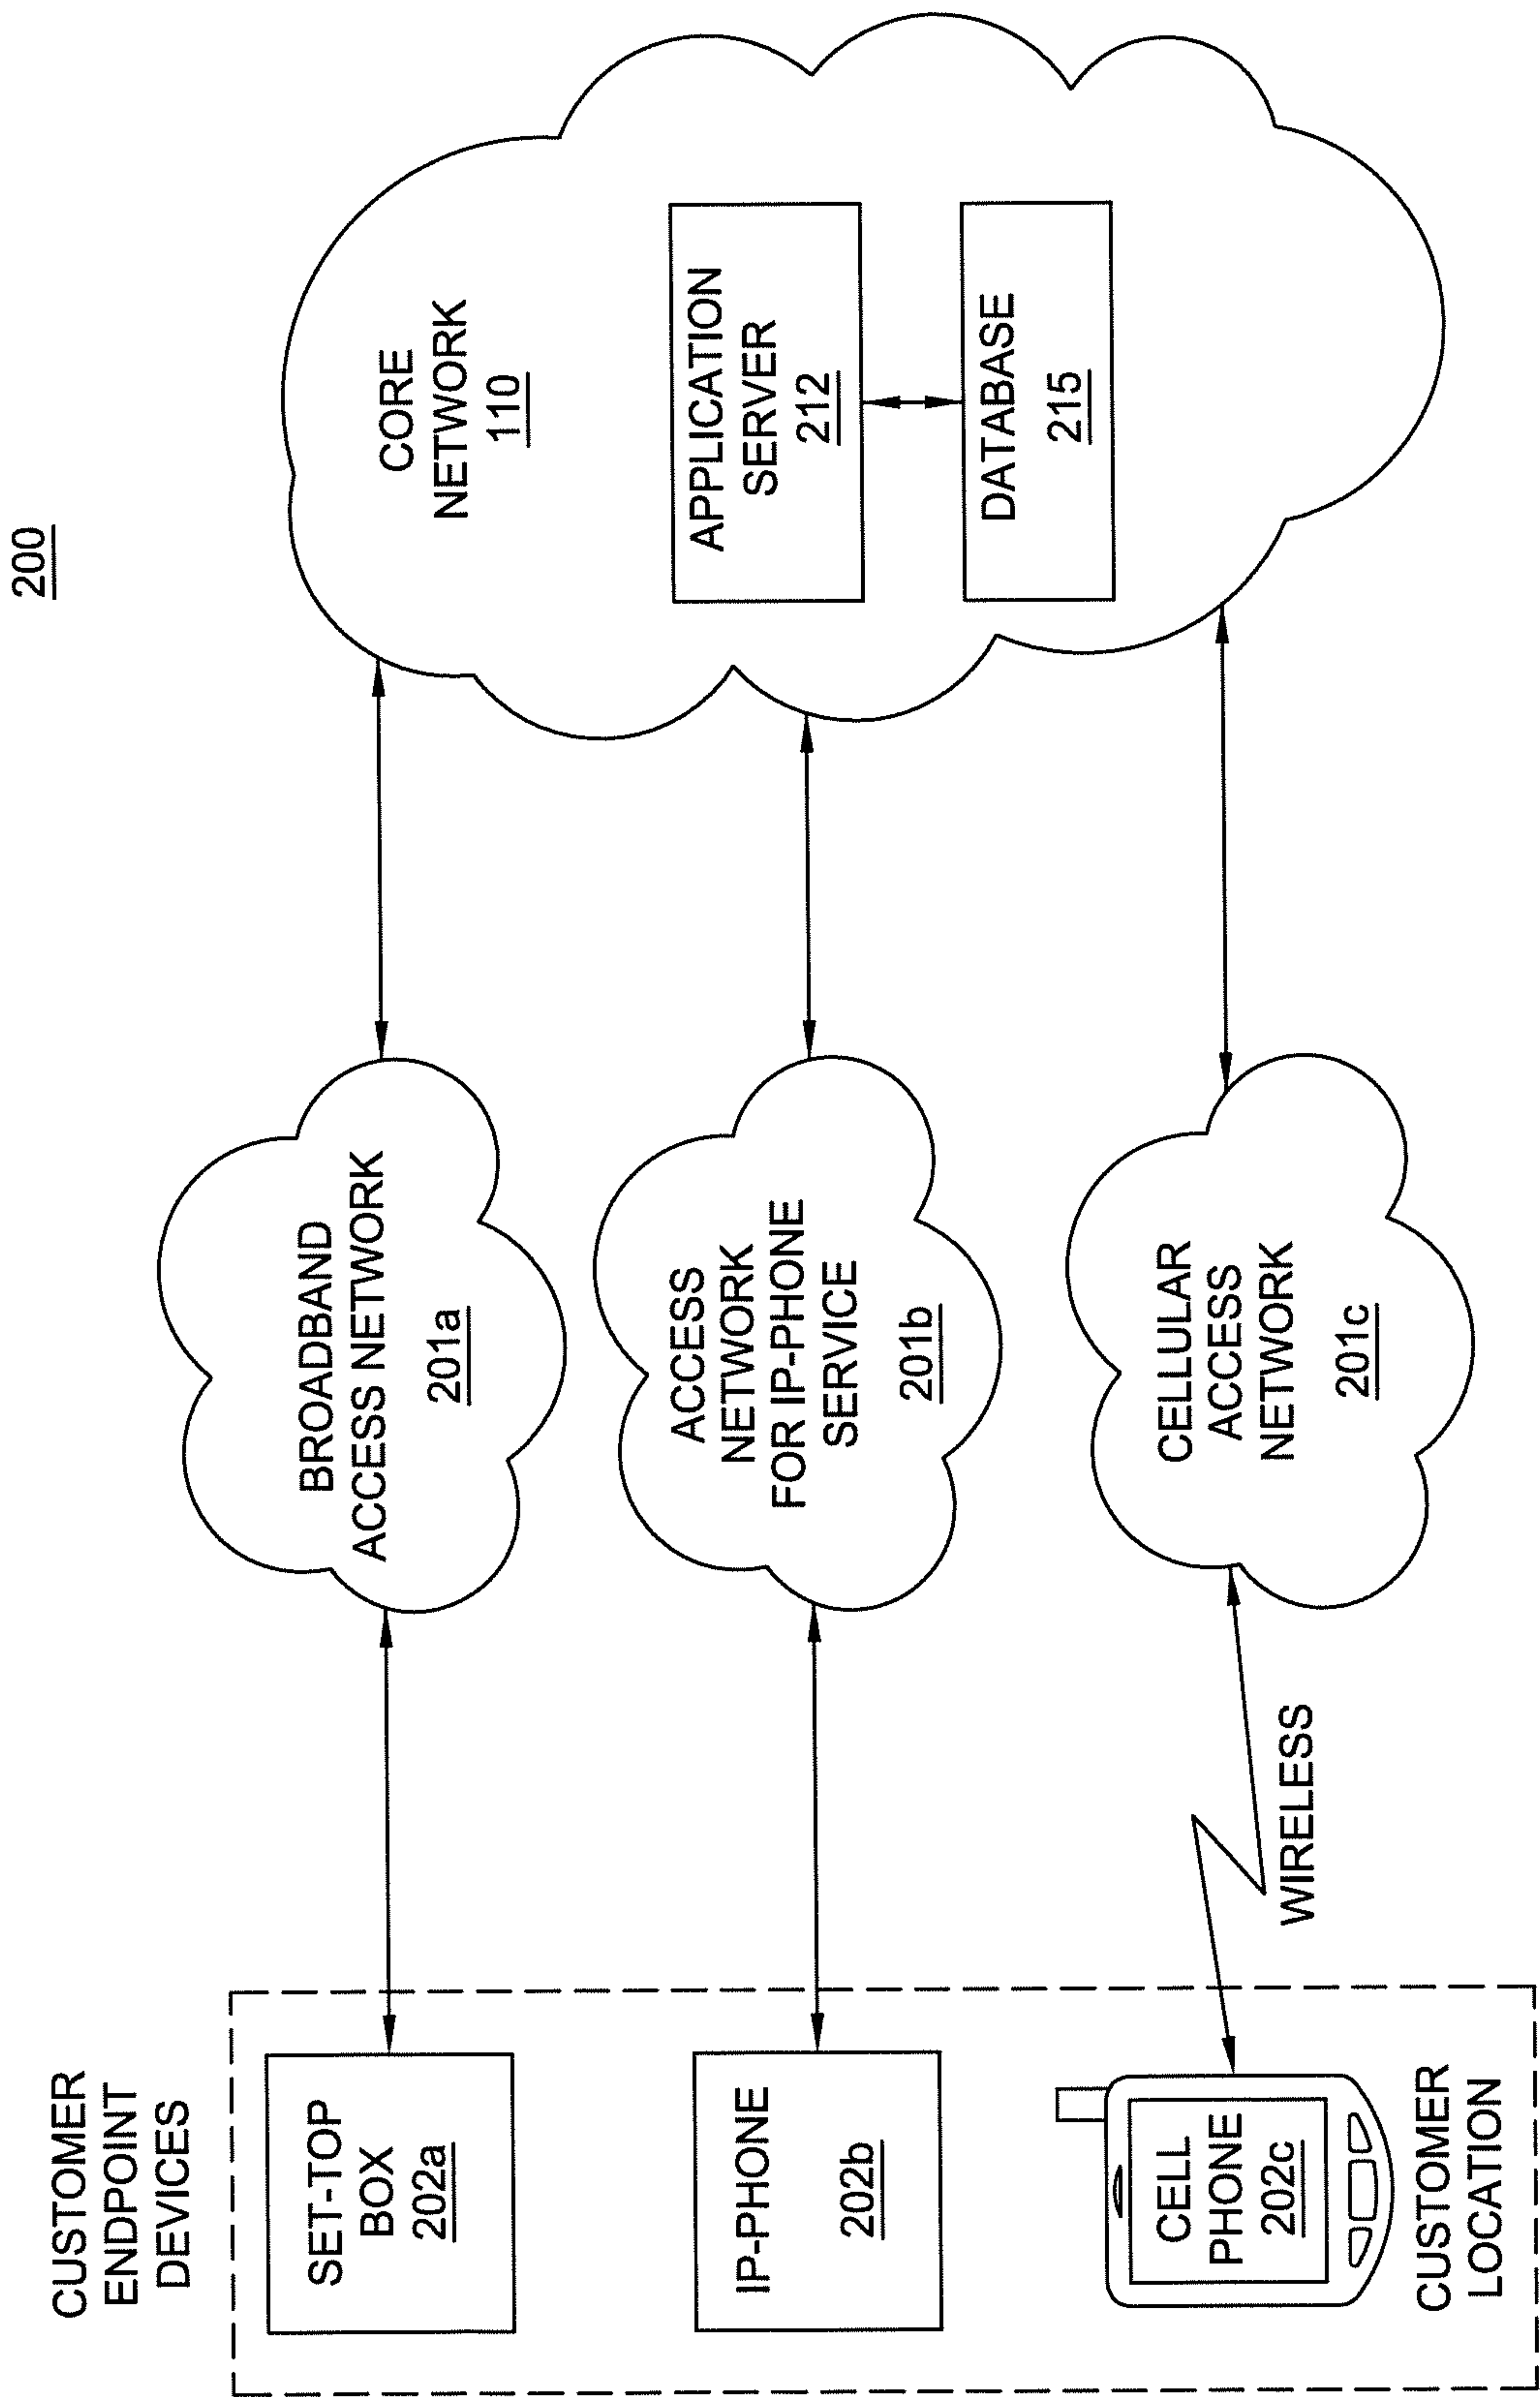 200
CUSTOMER
ENDPOINT
DEVICES
SET-TOP
BOX
202a
IP-PHONE
202b
CELL
PHONE
202c
CUSTOMER
LOCATION
WIRELESS
BROADBAND
ACCESS NETWORK
201a
ACCESS
NETWORK
FOR IP-PHONE
SERVICE
201b
CELLULAR
ACCESS
NETWORK
201c
CORE
NETWORK
110
APPLICATION
SERVER
212
DATABASE
215